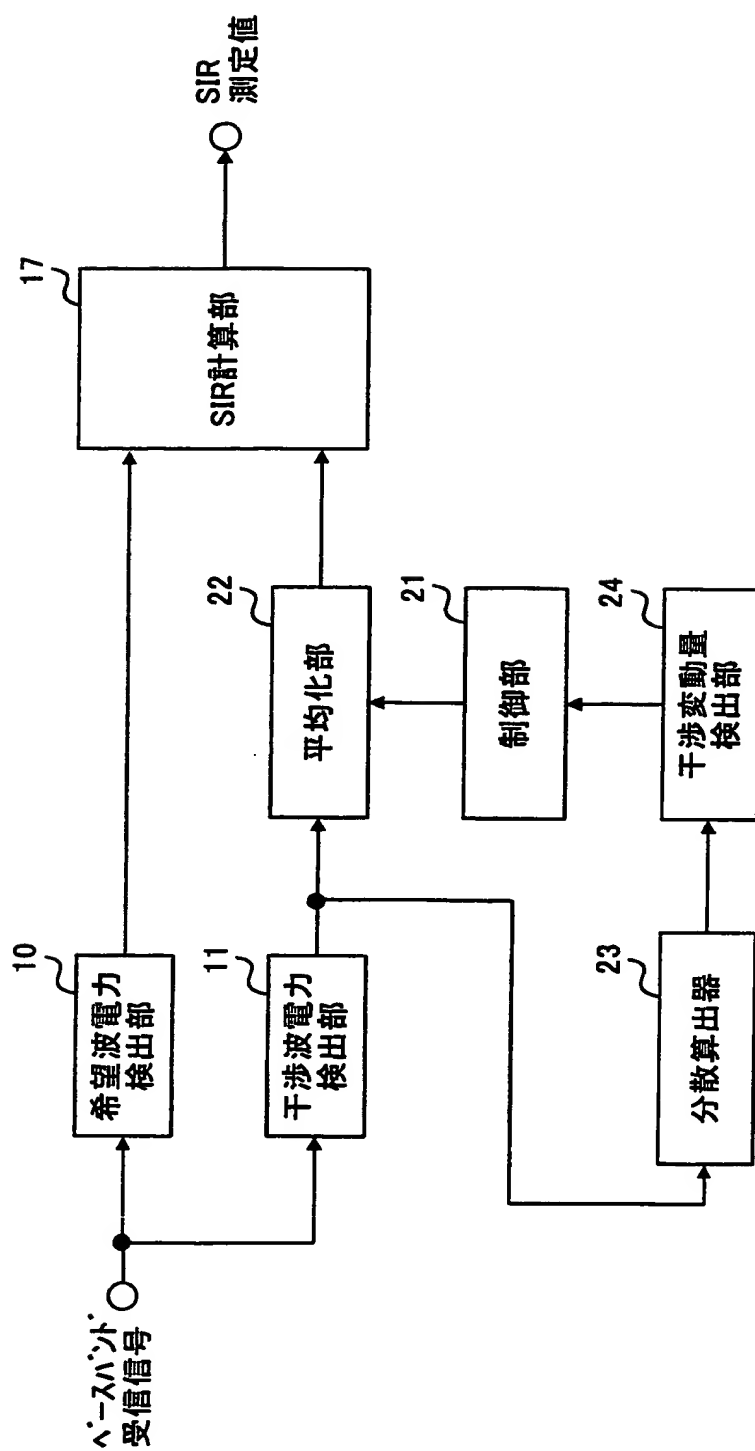 ﾍﾞｰｽﾊﾞﾝﾄﾞ
受信信号
10
希望波電力
検出部
11
干渉波電力
検出部
22
平均化部
21
制御部
23
分散算出器
24
干渉変動量
検出部
17
SIR計算部
SIR
測定値